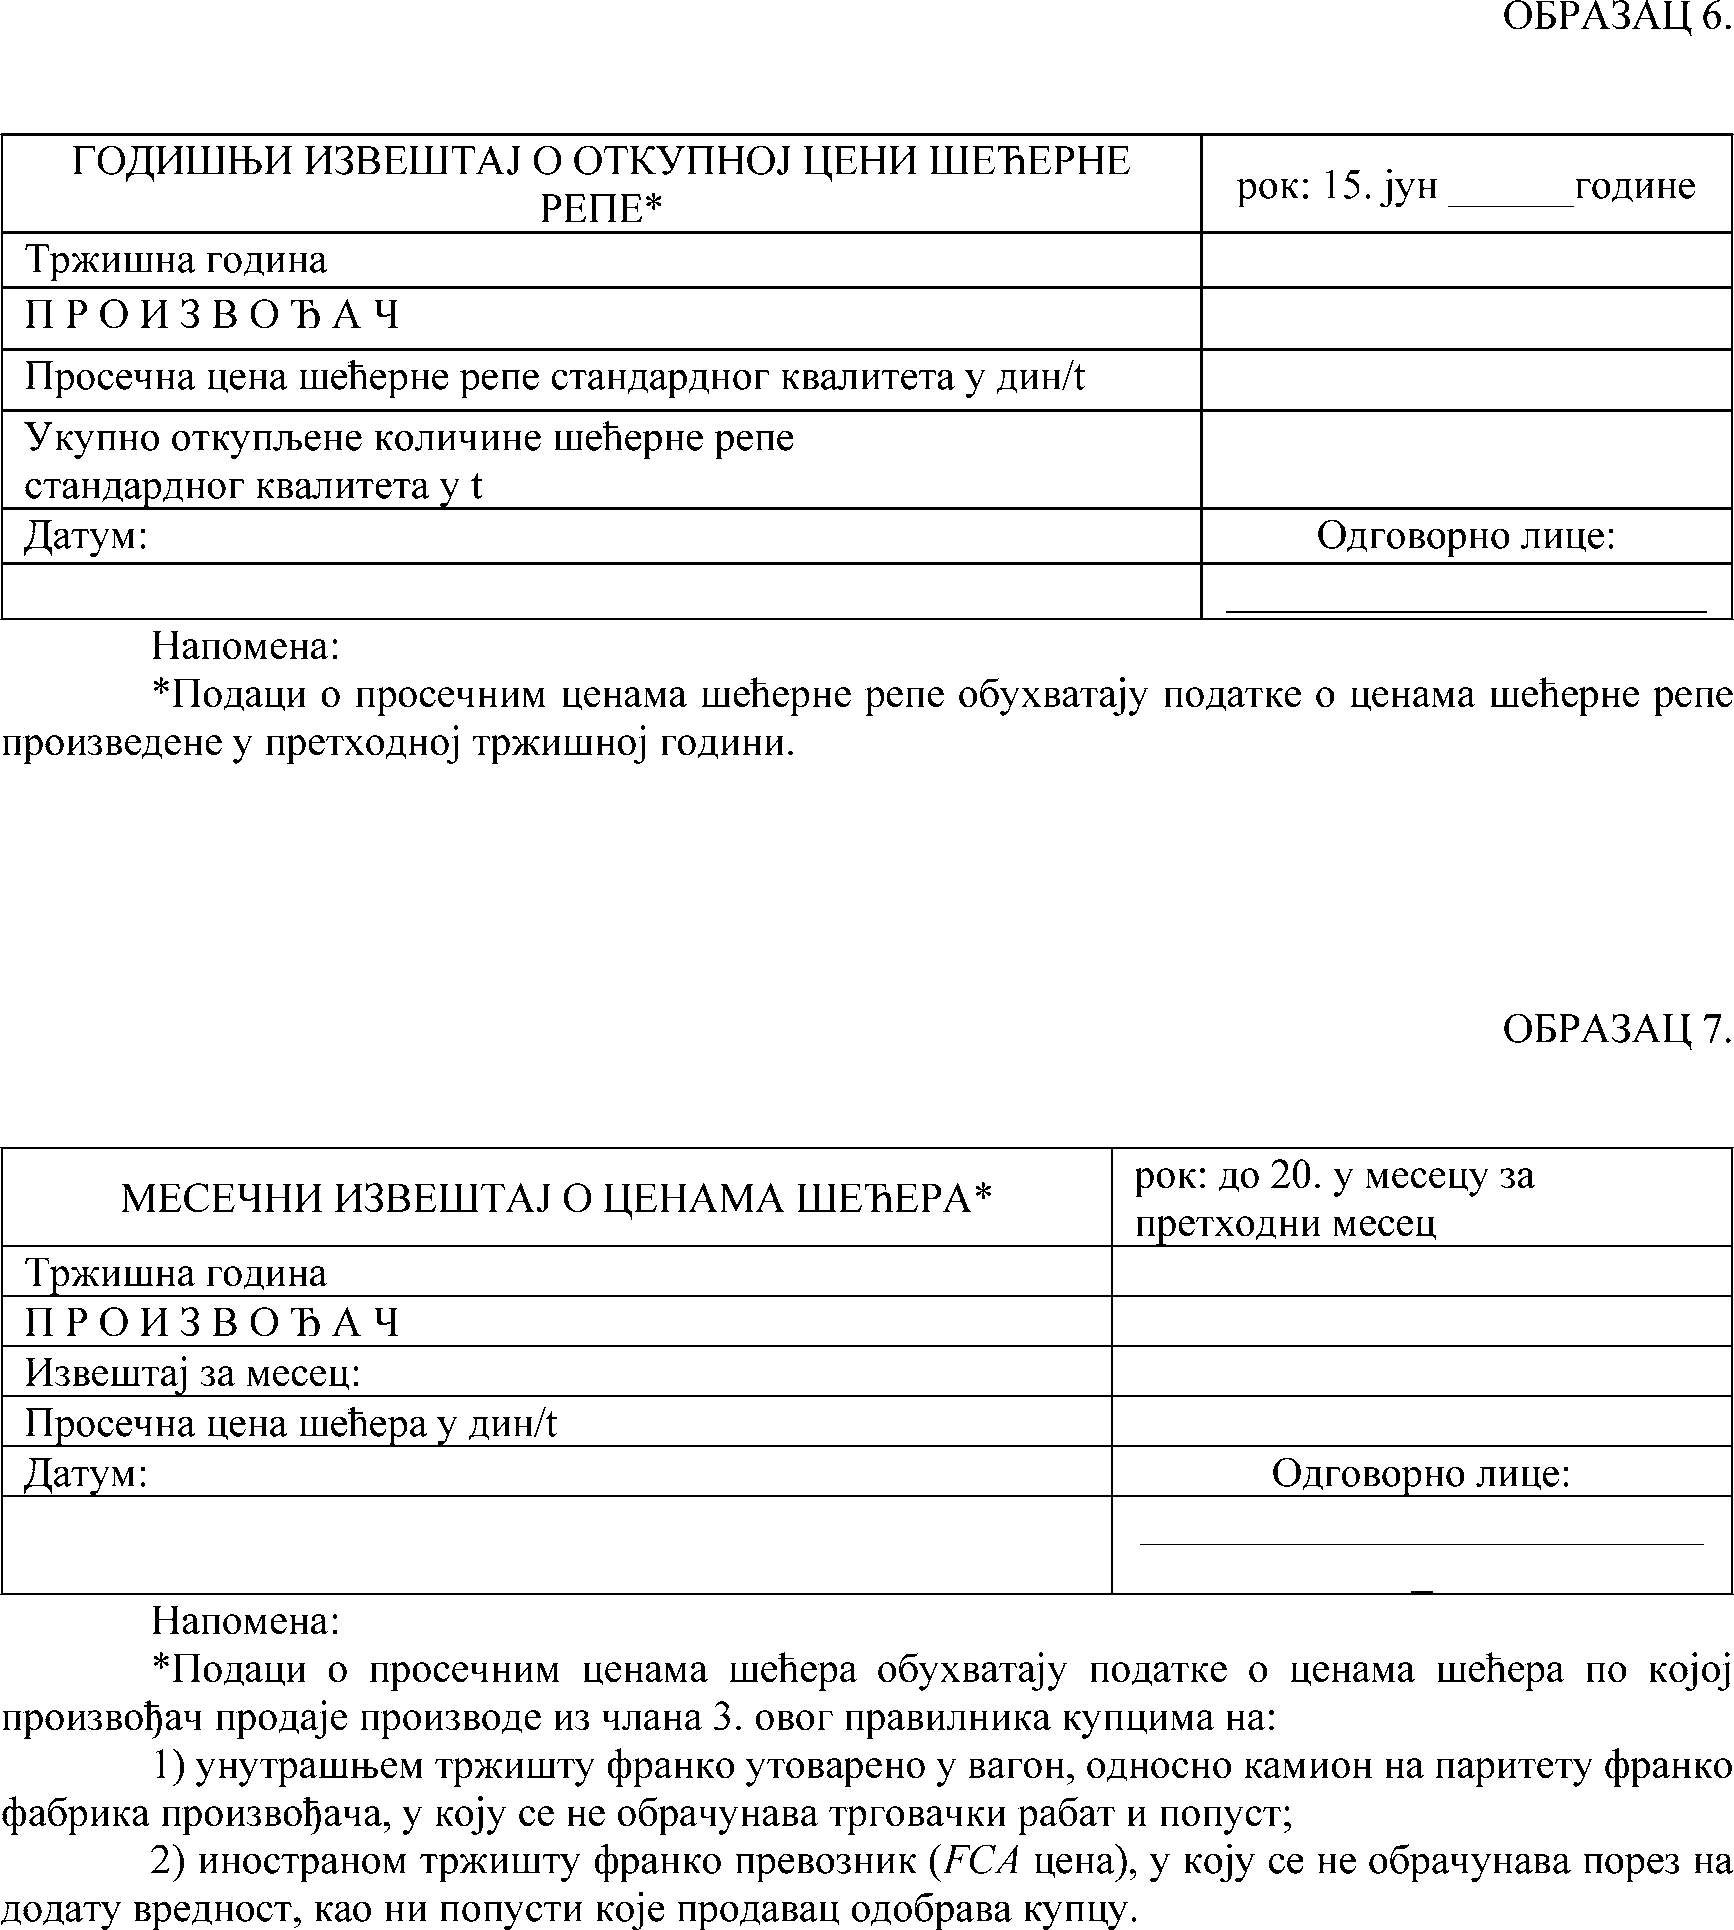 ОБРАЗАЦ 6.
ГОДИШЊИ ИЗВЕШТАЈ О ОТКУПНОЈ ЦЕНИ ШЕЋЕРНЕ
РЕПЕ*
рок: 15. јун ______године
Тржишна година
П Р О И З В О Ђ А Ч
Просечна цена шећерне репе стандардног квалитета у дин/t
Укупно откупљене количине шећерне репе
стандардног квалитета у t
Датум:
Одговорно лице:
Напомена:
*Подаци о просечним ценама шећерне репе обухватају податке о ценама шећерне репе
произведене у претходној тржишној години.
ОБРАЗАЦ 7.
МЕСЕЧНИ ИЗВЕШТАЈ О ЦЕНАМА ШЕЋЕРА*
рок: до 20. у месецу за
претходни месец
Тржишна година
П Р О И З В О Ђ А Ч
Извештај за месец:
Просечна цена шећера у дин/t
Датум:
Одговорно лице:
Напомена:
*Подаци о просечним ценама шећера обухватају податке о ценама шећера по којој
произвођач продаје производе из члана 3. овог правилника купцима на:
1) унутрашњем тржишту франко утоварено у вагон, односно камион на паритету франко
фабрика произвођача, у коју се не обрачунава трговачки рабат и попуст;
2) иностраном тржишту франко превозник (FCA цена), у коју се не обрачунава порез на
додату вредност, као ни попусти које продавац одобрава купцу.